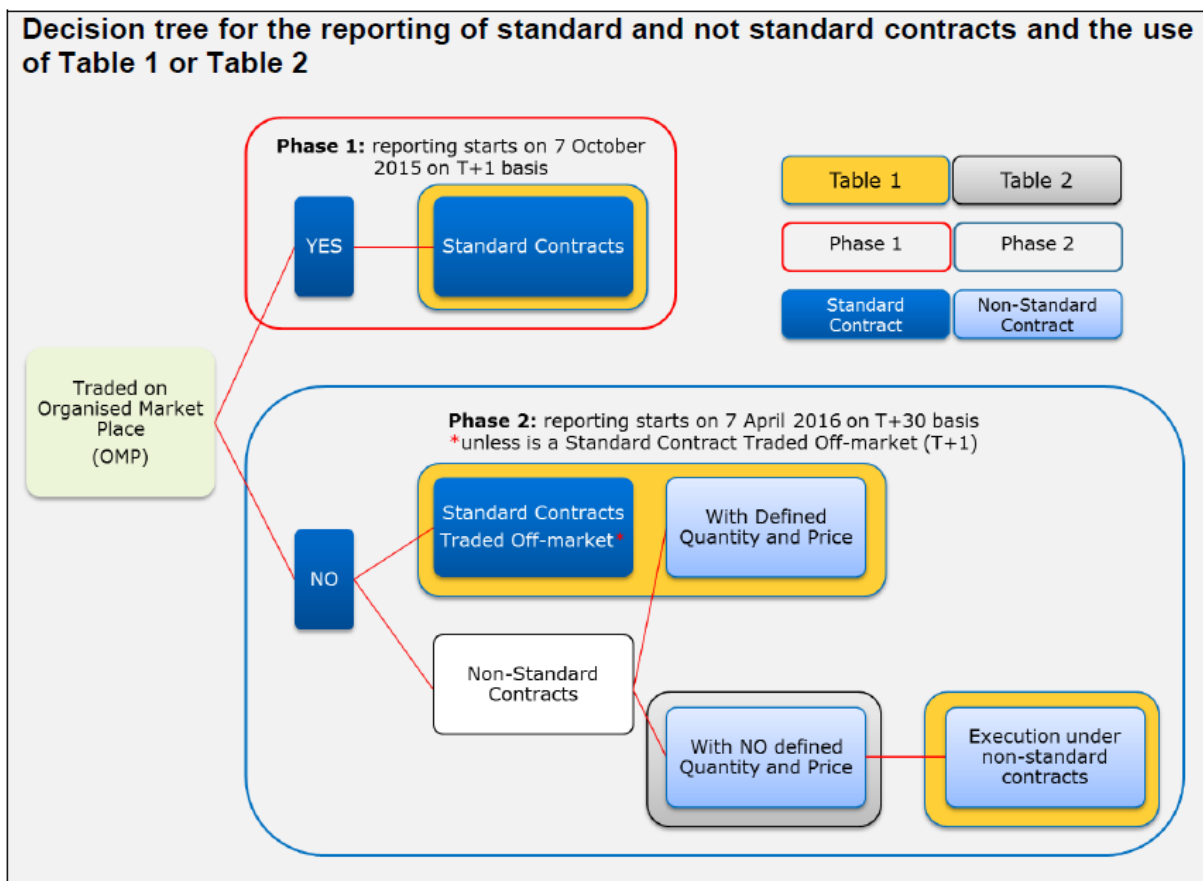 Decision tree for the reporting of standard and not standard contracts and the use
of Table 1 or Table 2
Phase 1: reporting starts on 7 October
2015 on T+1 basis
YES
Standard Contracts
Table 1
Table 2
Phase 1
Phase 2
Standard
Contract
Non-Standard
Contract
Traded on
Organised Market
Place
(OMP)
Phase 2: reporting starts on 7 April 2016 on T+30 basis
*unless is a Standard Contract Traded Off-market (T+1)
NO
Standard Contracts
Traded Off-market*
With Defined
Quantity and Price
Non-Standard
Contracts
With NO defined
Quantity and Price
Execution under
non-standard
contracts